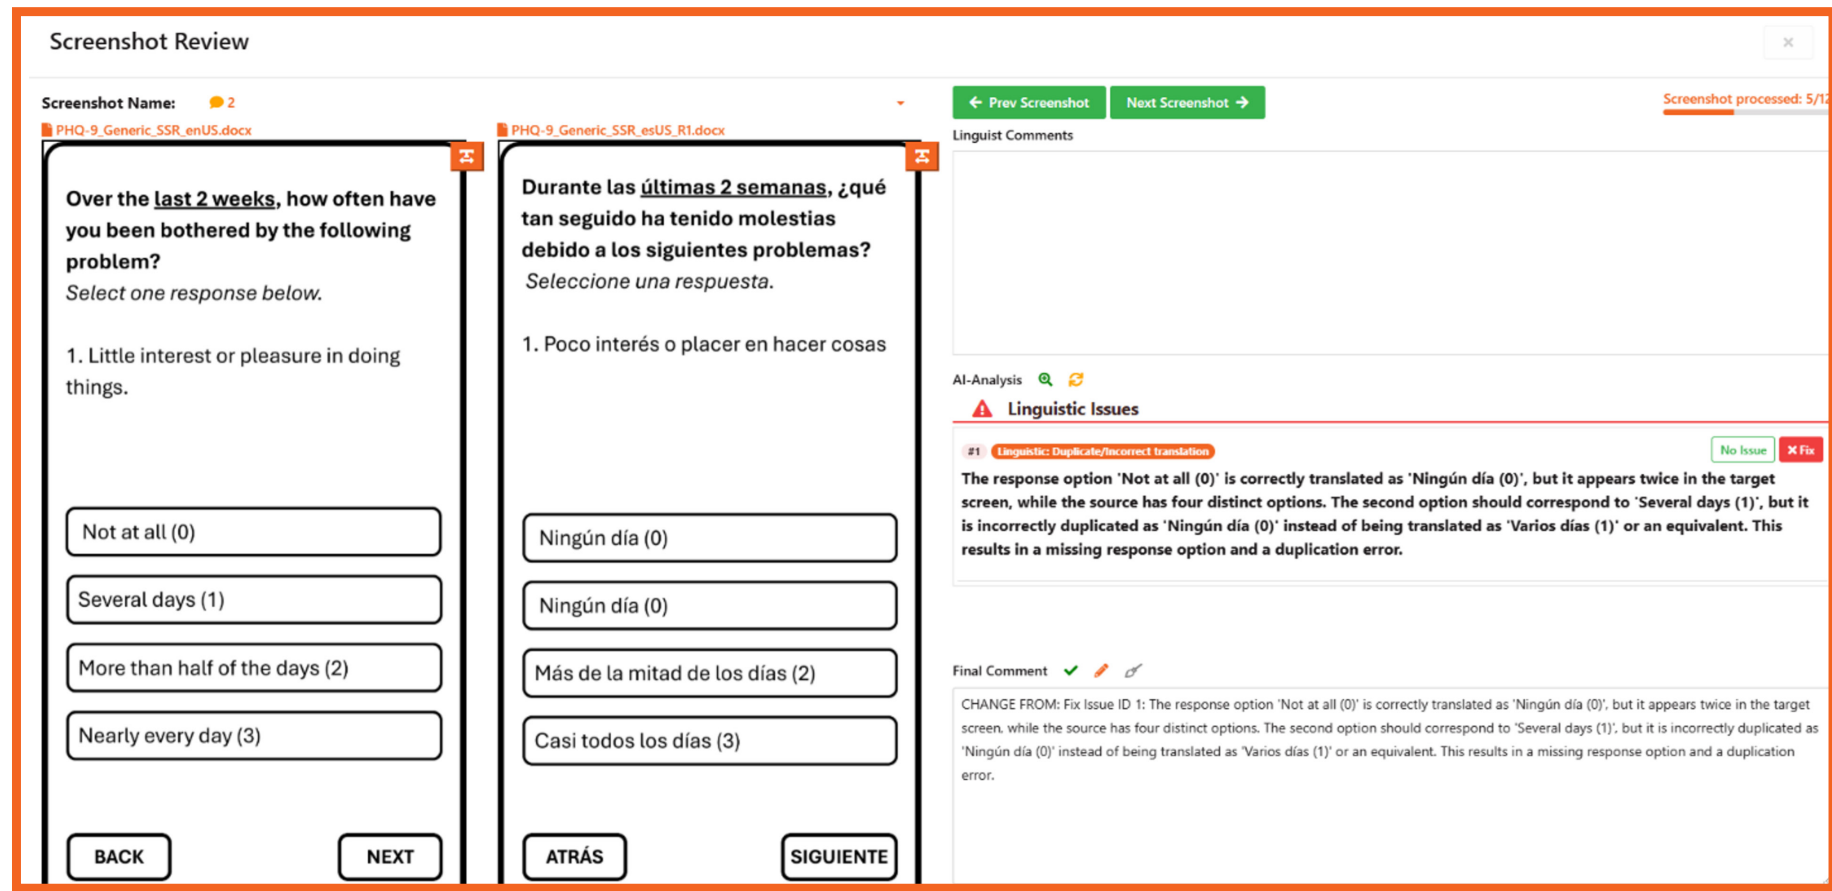 Screenshot Review
×
Screenshot Name: 2
PHQ-9_Generic_SSR_enUS.docx
Over the last 2 weeks, how often have
you been bothered by the following
problem?
Select one response below.
1. Little interest or pleasure in doing
things.
Not at all (0)
Several days (1)
More than half of the days (2)
Nearly every day (3)
BACK
NEXT
PHQ-9_Generic_SSR_esUS_R1.docx
Durante las últimas 2 semanas, ¿qué
tan seguido ha tenido molestias
debido a los siguientes problemas?
Seleccione una respuesta.
1. Poco interés o placer en hacer cosas
Ningún día (0)
Ningún día (0)
Más de la mitad de los días (2)
Casi todos los días (3)
ATRÁS
SIGUIENTE
← Prev Screenshot
Next Screenshot →
Screenshot processed: 5/12
Linguist Comments
AI-Analysis
Linguistic Issues
#1 Linguistic: Duplicate/Incorrect translation
No Issue
× Fix
The response option 'Not at all (0)' is correctly translated as 'Ningún día (0)', but it appears twice in the target
screen, while the source has four distinct options. The second option should correspond to 'Several days (1)', but it
is incorrectly duplicated as 'Ningún día (0)' instead of being translated as 'Varios días (1)' or an equivalent. This
results in a missing response option and a duplication error.
Final Comment
CHANGE FROM: Fix Issue ID 1: The response option 'Not at all (0)' is correctly translated as 'Ningún día (0)', but it appears twice in the target
screen, while the source has four distinct options. The second option should correspond to 'Several days (1)', but it is incorrectly duplicated as
'Ningún día (0)' instead of being translated as 'Varios días (1)' or an equivalent. This results in a missing response option and a duplication
error.